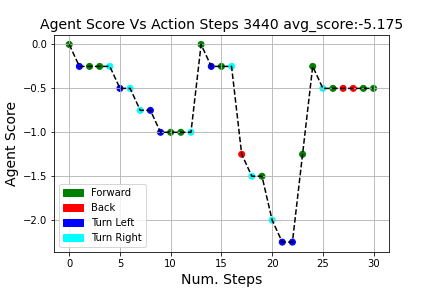 Agent Score Vs Action Steps 3440 avg_score:-5.175
0.0
−0.5
−1.0
−1.5
−2.0
Agent Score
Forward
Back
Turn Left
Turn Right
0 5 10 15 20 25 30
Num. Steps